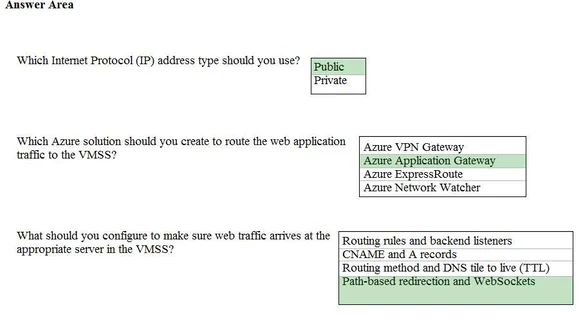 Answer Area
Which Internet Protocol (IP) address type should you use?
Public
Private
Which Azure solution should you create to route the web application
traffic to the VMSS?
Azure VPN Gateway
Azure Application Gateway
Azure ExpressRoute
Azure Network Watcher
What should you configure to make sure web traffic arrives at the
appropriate server in the VMSS?
Routing rules and backend listeners
CNAME and A records
Routing method and DNS tile to live (TTL)
Path-based redirection and WebSockets